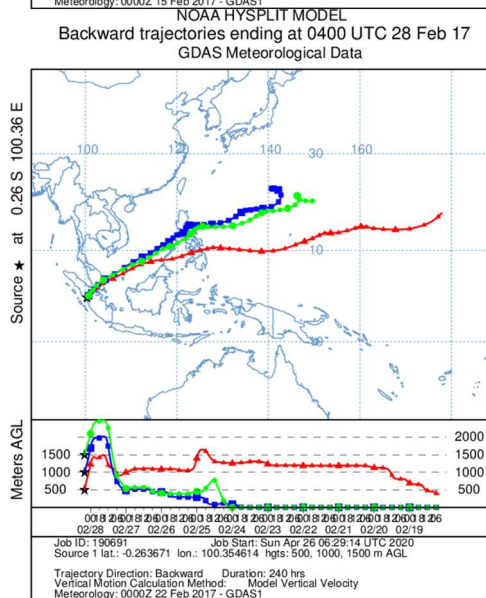 Meteorology: 0000Z 15 Feb 2017 - GDAS1
NOAA HYSPLIT MODEL
Backward trajectories ending at 0400 UTC 28 Feb 17
GDAS Meteorological Data
Source ★ at 0.26 S 100.36 E
100 120 140 30 160
10
10
Meters AGL
2000
1500 1500
1000 1000
500 500
02/28 02/27 02/26 02/25 02/24 02/23 02/22 02/21 02/20 02/19
Job ID: 190691 Job Start: Sun Apr 26 06:29:14 UTC 2020
Source 1 lat.: -0.263671 lon.: 100.354614 hgts: 500, 1000, 1500 m AGL
Trajectory Direction: Backward Duration: 240 hrs
Vertical Motion Calculation Method: Model Vertical Velocity
Meteorology: 0000Z 22 Feb 2017 - GDAS1